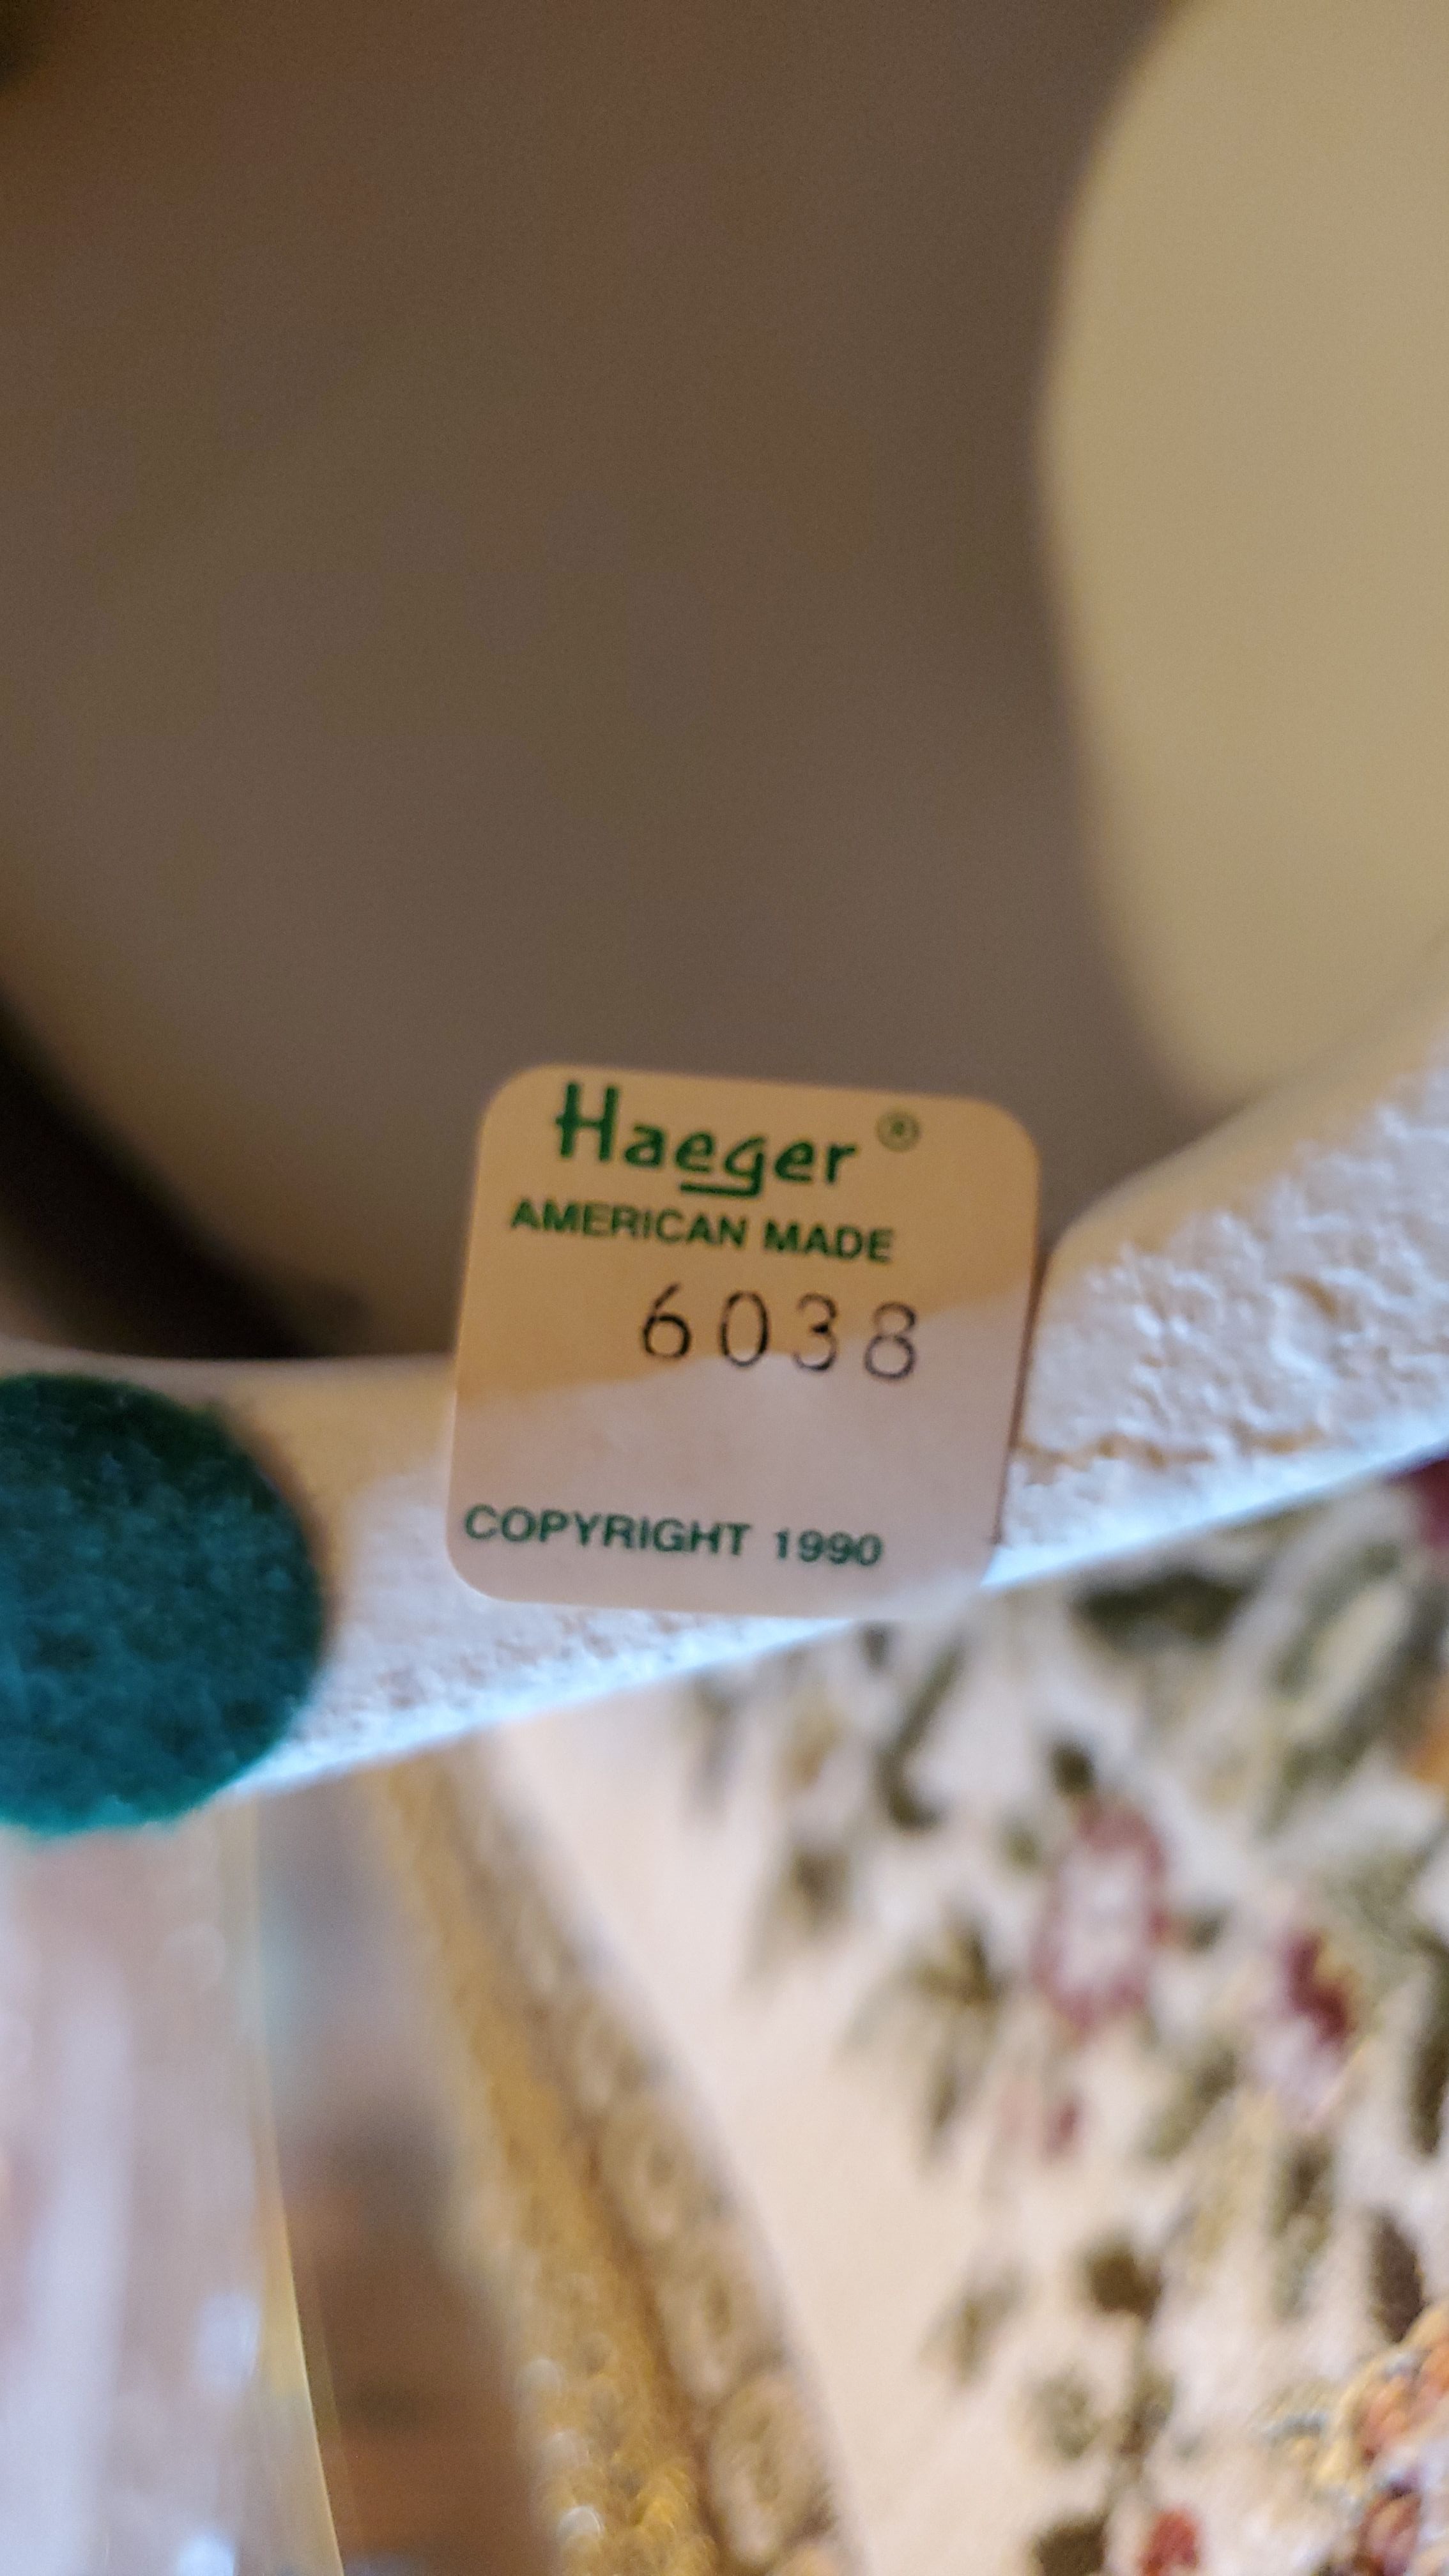 Haeger ®
AMERICAN MADE
6038
COPYRIGHT 1990